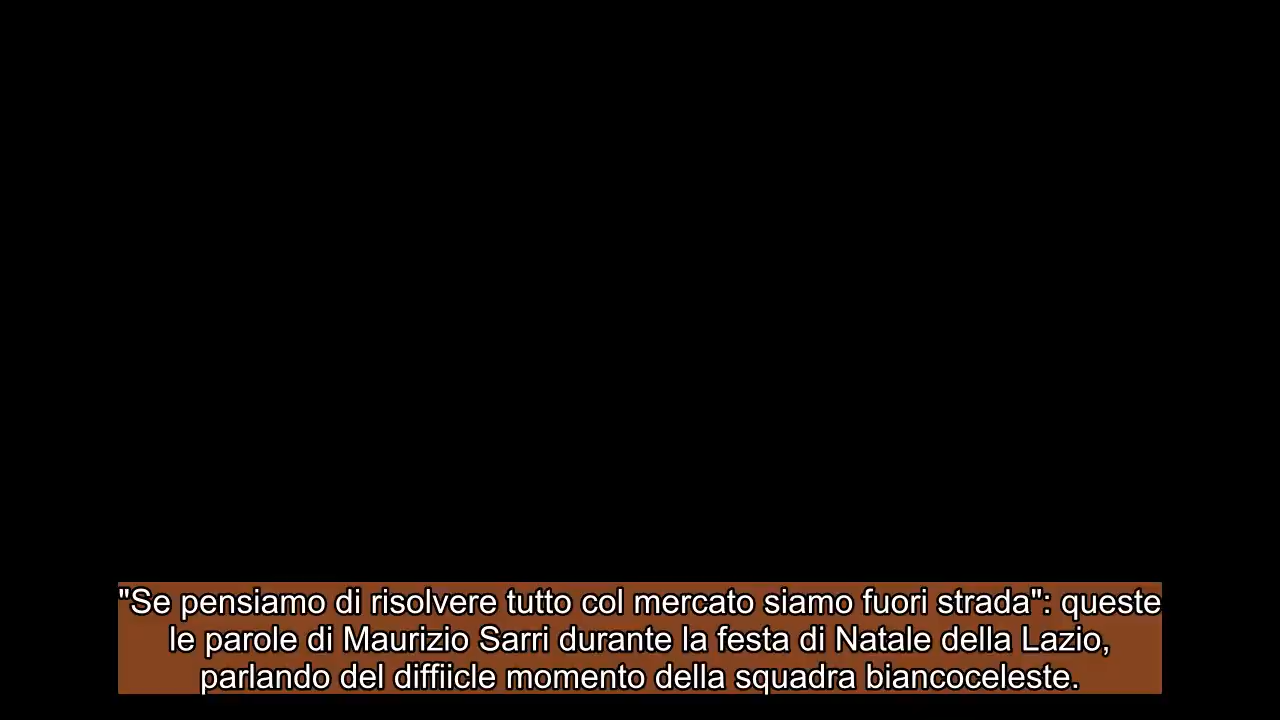 "Se pensiamo di risolvere tutto col mercato siamo fuori strada": queste
le parole di Maurizio Sarri durante la festa di Natale della Lazio,
parlando del diffiicle momento della squadra biancoceleste.